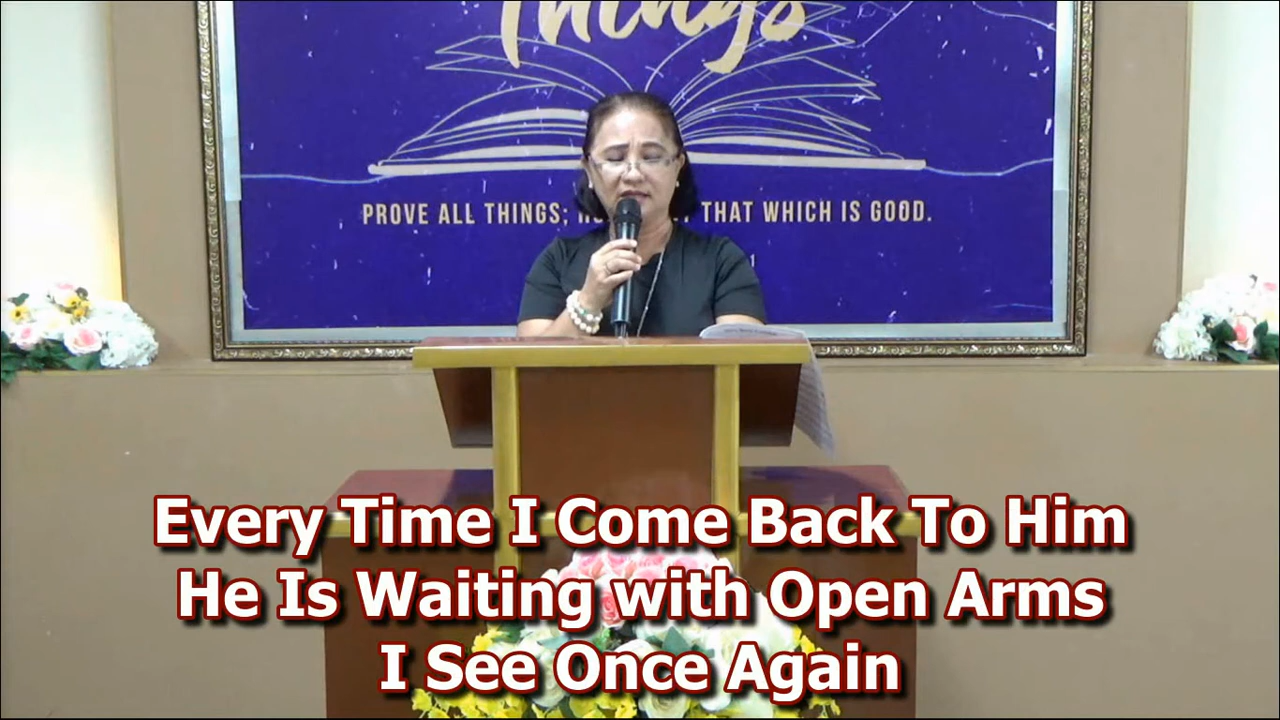 Things
PROVE ALL THINGS; THAT WHICH IS GOOD.
Every Time I Come Back To Him
He Is Waiting with Open Arms
I See Once Again